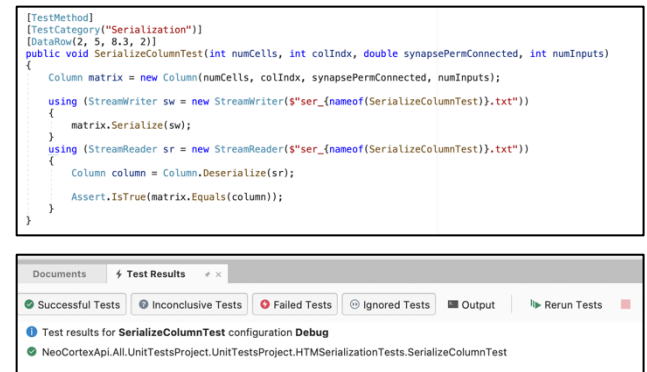 [TestMethod]
[TestCategory("Serialization")]
[DataRow(2, 5, 8.3, 2)]
public void SerializeColumnTest(int numCells, int colIndx, double synapsePermConnected, int numInputs)
{
Column matrix = new Column(numCells, colIndx, synapsePermConnected, numInputs);
using (StreamWriter sw = new StreamWriter($"ser_{nameof(SerializeColumnTest)}.txt"))
{
matrix.Serialize(sw);
}
using (StreamReader sr = new StreamReader($"ser_{nameof(SerializeColumnTest)}.txt"))
{
Column column = Column.Deserialize(sr);
Assert.IsTrue(matrix.Equals(column));
}
}
Documents Test Results
Successful Tests Inconclusive Tests Failed Tests Ignored Tests Output Rerun Tests
Test results for SerializeColumnTest configuration Debug
NeoCortexApi.All.UnitTestsProject.UnitTestsProject.HTMSerializationTests.SerializeColumnTest